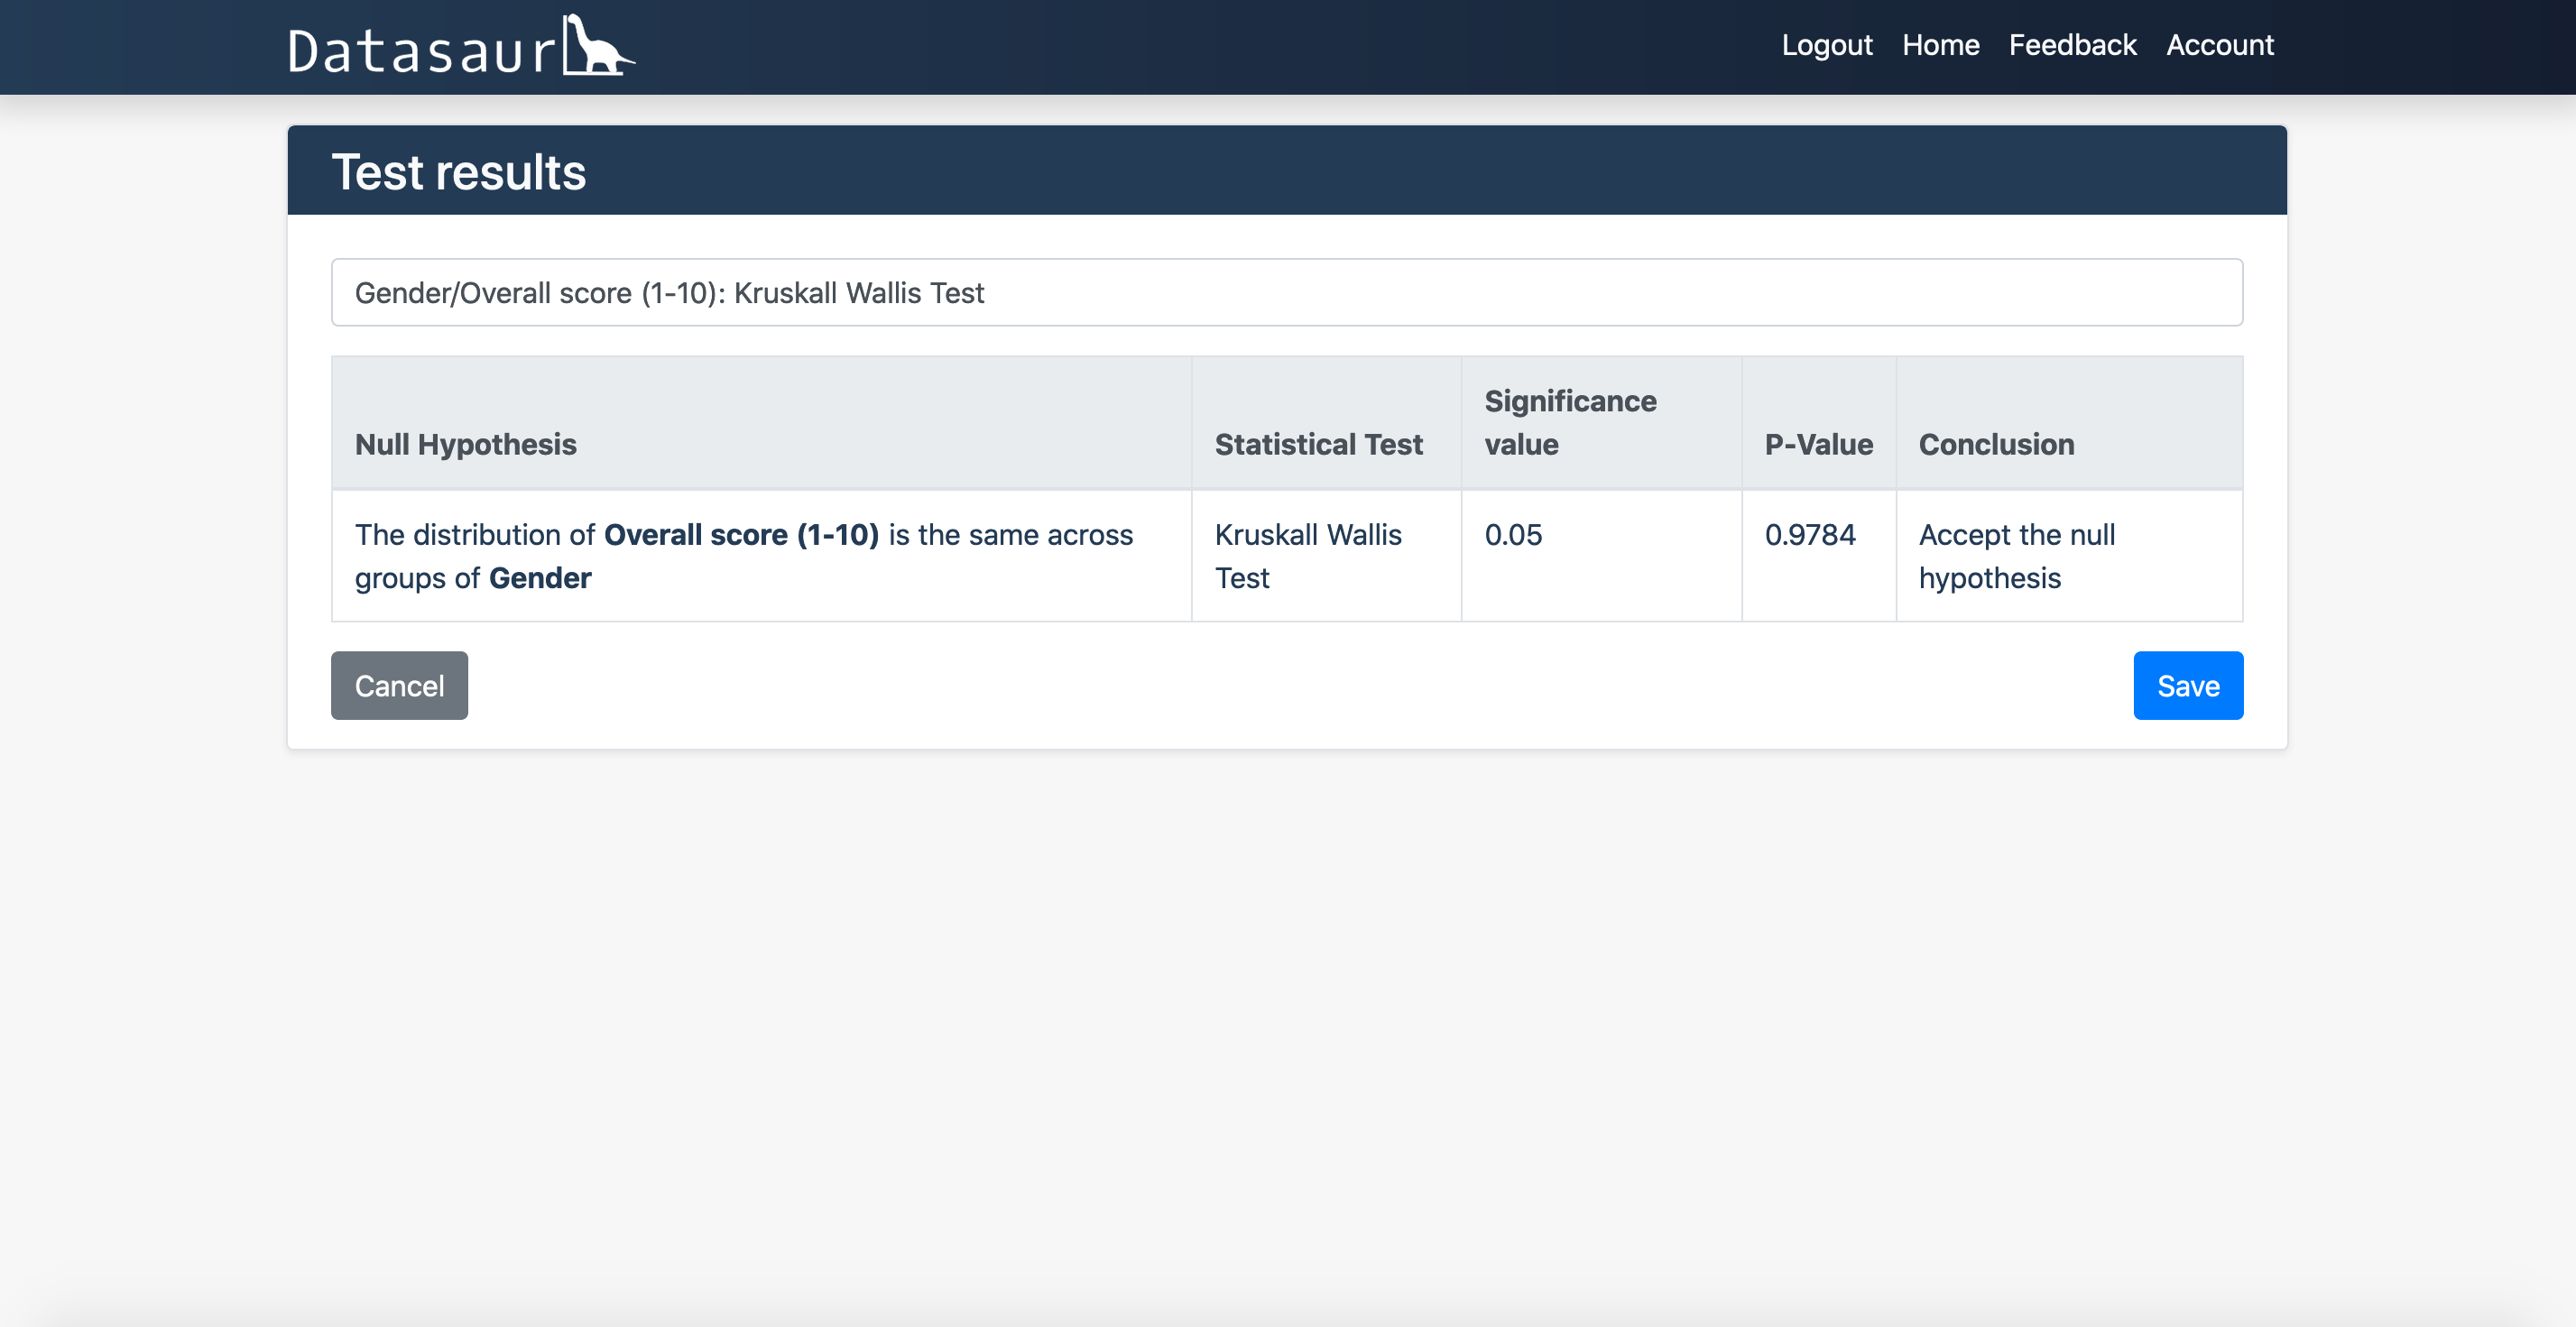 Datasaur
Logout Home Feedback Account
Test results
Gender/Overall score (1-10): Kruskall Wallis Test
Null Hypothesis
Statistical Test
Significance
value
P-Value
Conclusion
The distribution of Overall score (1-10) is the same across
groups of Gender
Kruskall Wallis
Test
0.05
0.9784
Accept the null
hypothesis
Cancel
Save